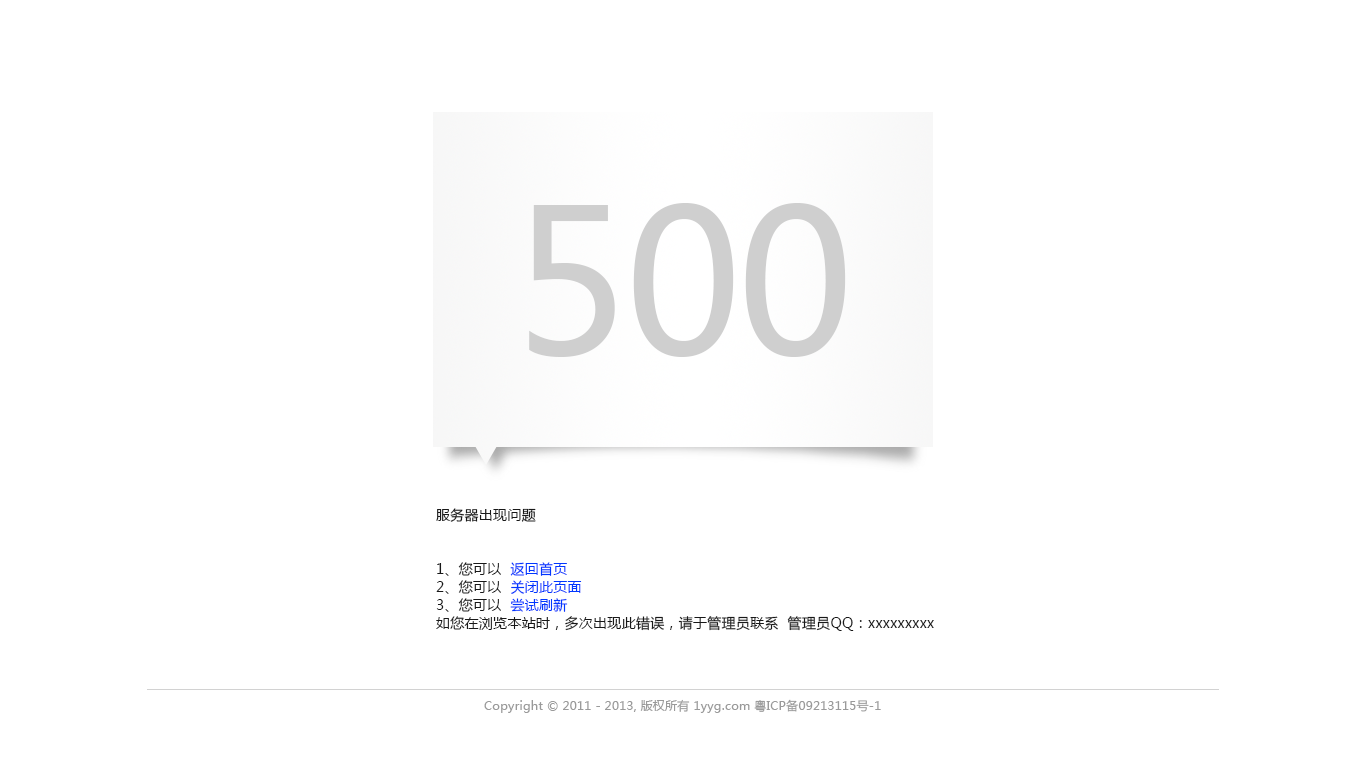 500
服务器出现问题
1、您可以 返回首页
2、您可以 关闭此页面
3、您可以 尝试刷新
如您在浏览本站时，多次出现此错误，请于管理员联系 管理员QQ：xxxxxxxxx
Copyright © 2011 - 2013, 版权所有 1yyg.com 粤ICP备09213115号-1